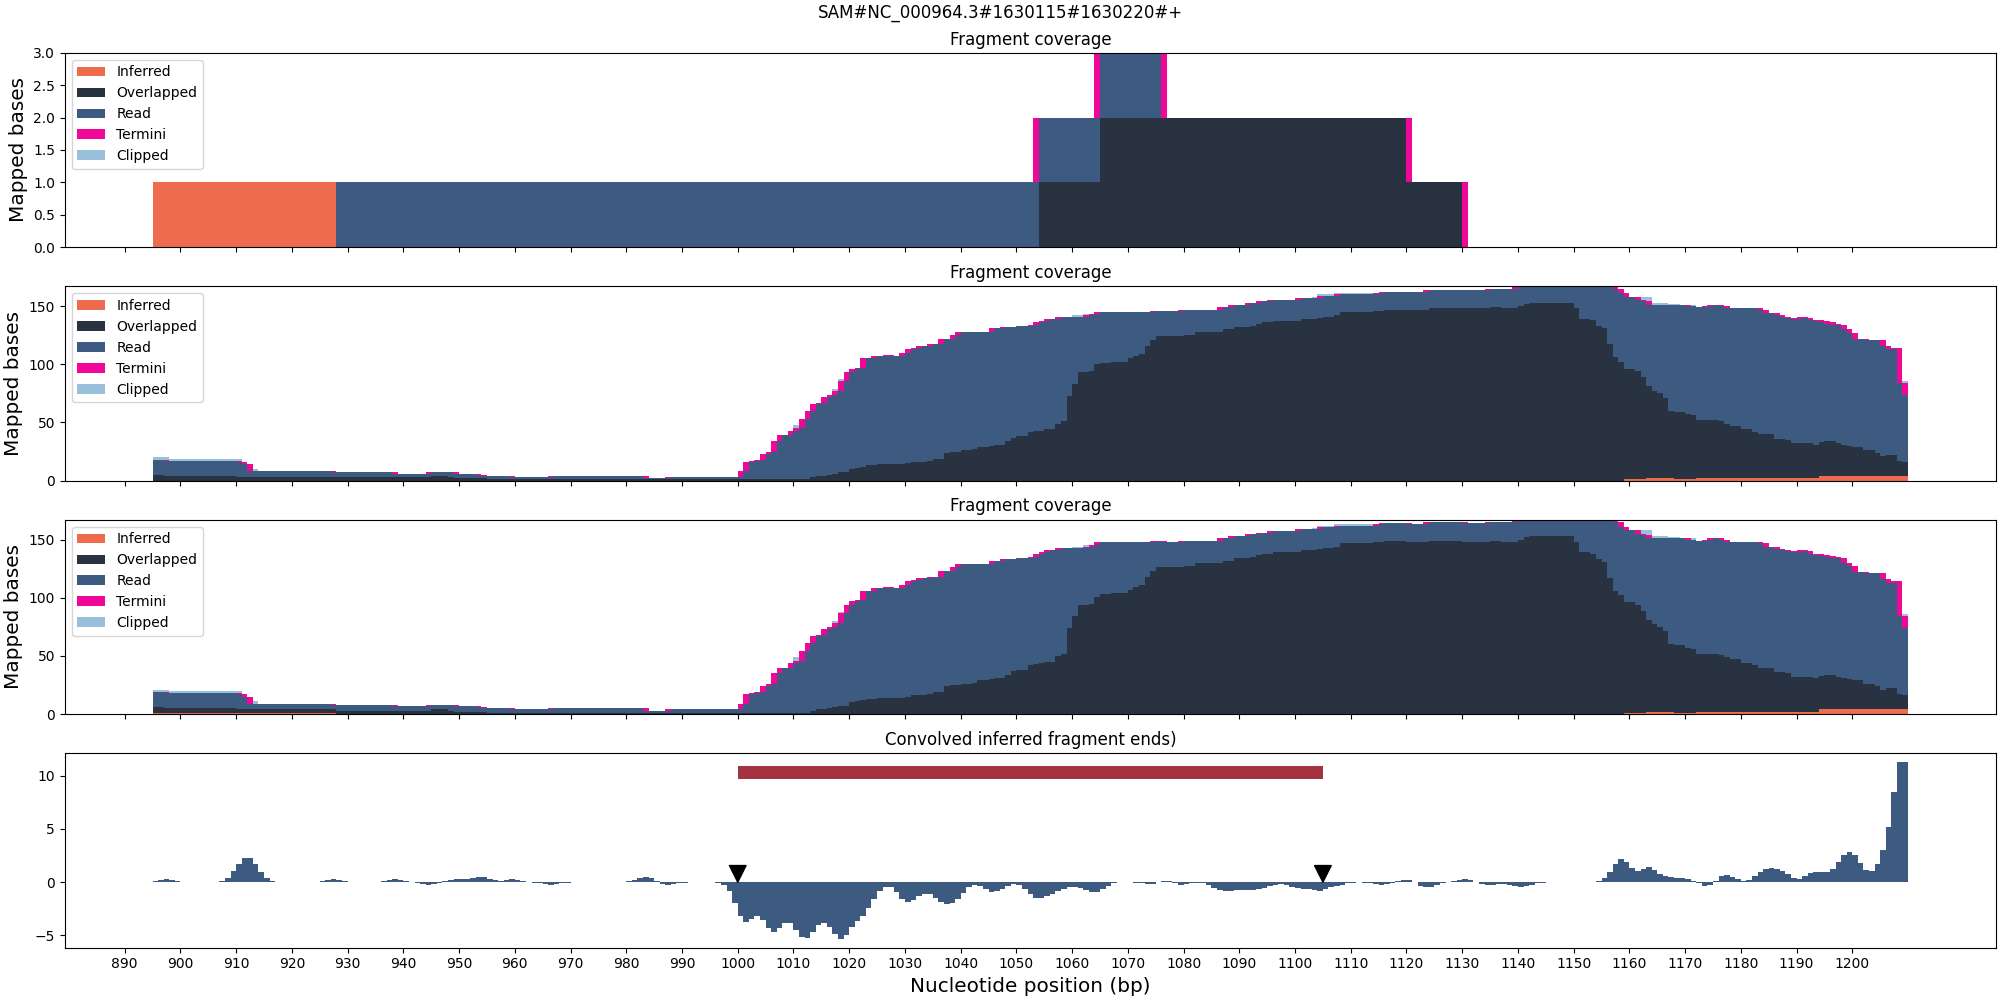 SAM#NC_000964.3#1630115#1630220#+
Fragment coverage
Mapped bases
3.0
2.5
2.0
1.5
1.0
0.5
0.0
Inferred
Overlapped
Read
Termini
Clipped
Fragment coverage
Mapped bases
150
100
50
0
Inferred
Overlapped
Read
Termini
Clipped
Fragment coverage
Mapped bases
150
100
50
0
Inferred
Overlapped
Read
Termini
Clipped
Convolved inferred fragment ends)
10
5
0
−5
890 900 910 920 930 940 950 960 970 980 990 1000 1010 1020 1030 1040 1050 1060 1070 1080 1090 1100 1110 1120 1130 1140 1150 1160 1170 1180 1190 1200
Nucleotide position (bp)